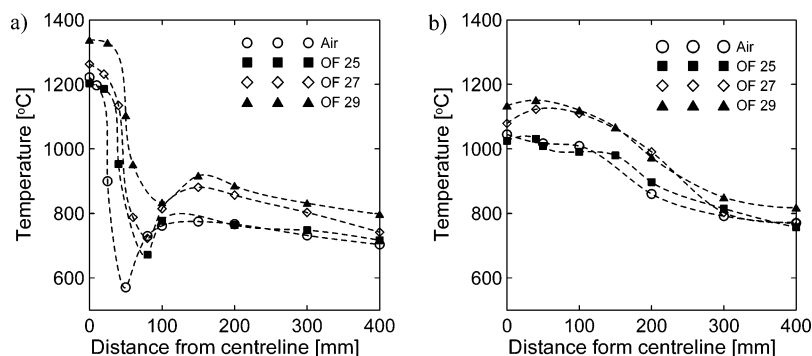 a)
Temperature [°C]
1400
1200
1000
800
600
0
100
200
300
400
Distance from centreline [mm]
Air
OF 25
OF 27
OF 29
b)
Temperature [°C]
1400
1200
1000
800
600
0
100
200
300
400
Distance form centreline [mm]
Air
OF 25
OF 27
OF 29